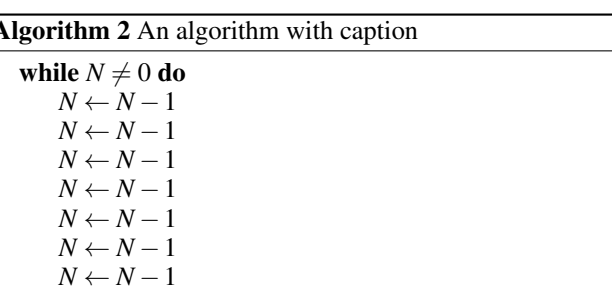 Algorithm 2 An algorithm with caption
while N ≠ 0 do
N ← N − 1
N ← N − 1
N ← N − 1
N ← N − 1
N ← N − 1
N ← N − 1
N ← N − 1